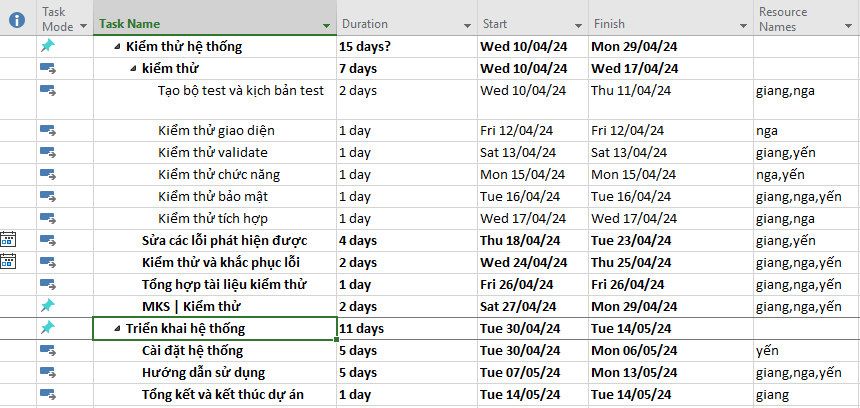 Task Mode Task Name Duration Start Finish Resource Names
Kiểm thử hệ thống 15 days? Wed 10/04/24 Mon 29/04/24
kiểm thử 7 days Wed 10/04/24 Wed 17/04/24
Tạo bộ test và kịch bản test 2 days Wed 10/04/24 Thu 11/04/24 giang,nga
Kiểm thử giao diện 1 day Fri 12/04/24 Fri 12/04/24 nga
Kiểm thử validate 1 day Sat 13/04/24 Sat 13/04/24 giang,yến
Kiểm thử chức năng 1 day Mon 15/04/24 Mon 15/04/24 nga,yến
Kiểm thử bảo mật 1 day Tue 16/04/24 Tue 16/04/24 giang,nga,yến
Kiểm thử tích hợp 1 day Wed 17/04/24 Wed 17/04/24 giang,nga
Sửa các lỗi phát hiện được 4 days Thu 18/04/24 Tue 23/04/24 giang,yến
Kiểm thử và khắc phục lỗi 2 days Wed 24/04/24 Thu 25/04/24 giang,nga,yến
Tổng hợp tài liệu kiểm thử 1 day Fri 26/04/24 Fri 26/04/24 giang,nga,yến
MKS | Kiểm thử 2 days Sat 27/04/24 Mon 29/04/24 giang,nga,yến
Triển khai hệ thống 11 days Tue 30/04/24 Tue 14/05/24
Cài đặt hệ thống 5 days Tue 30/04/24 Mon 06/05/24 yến
Hướng dẫn sử dụng 5 days Tue 07/05/24 Mon 13/05/24 giang,nga,yến
Tổng kết và kết thúc dự án 1 day Tue 14/05/24 Tue 14/05/24 giang